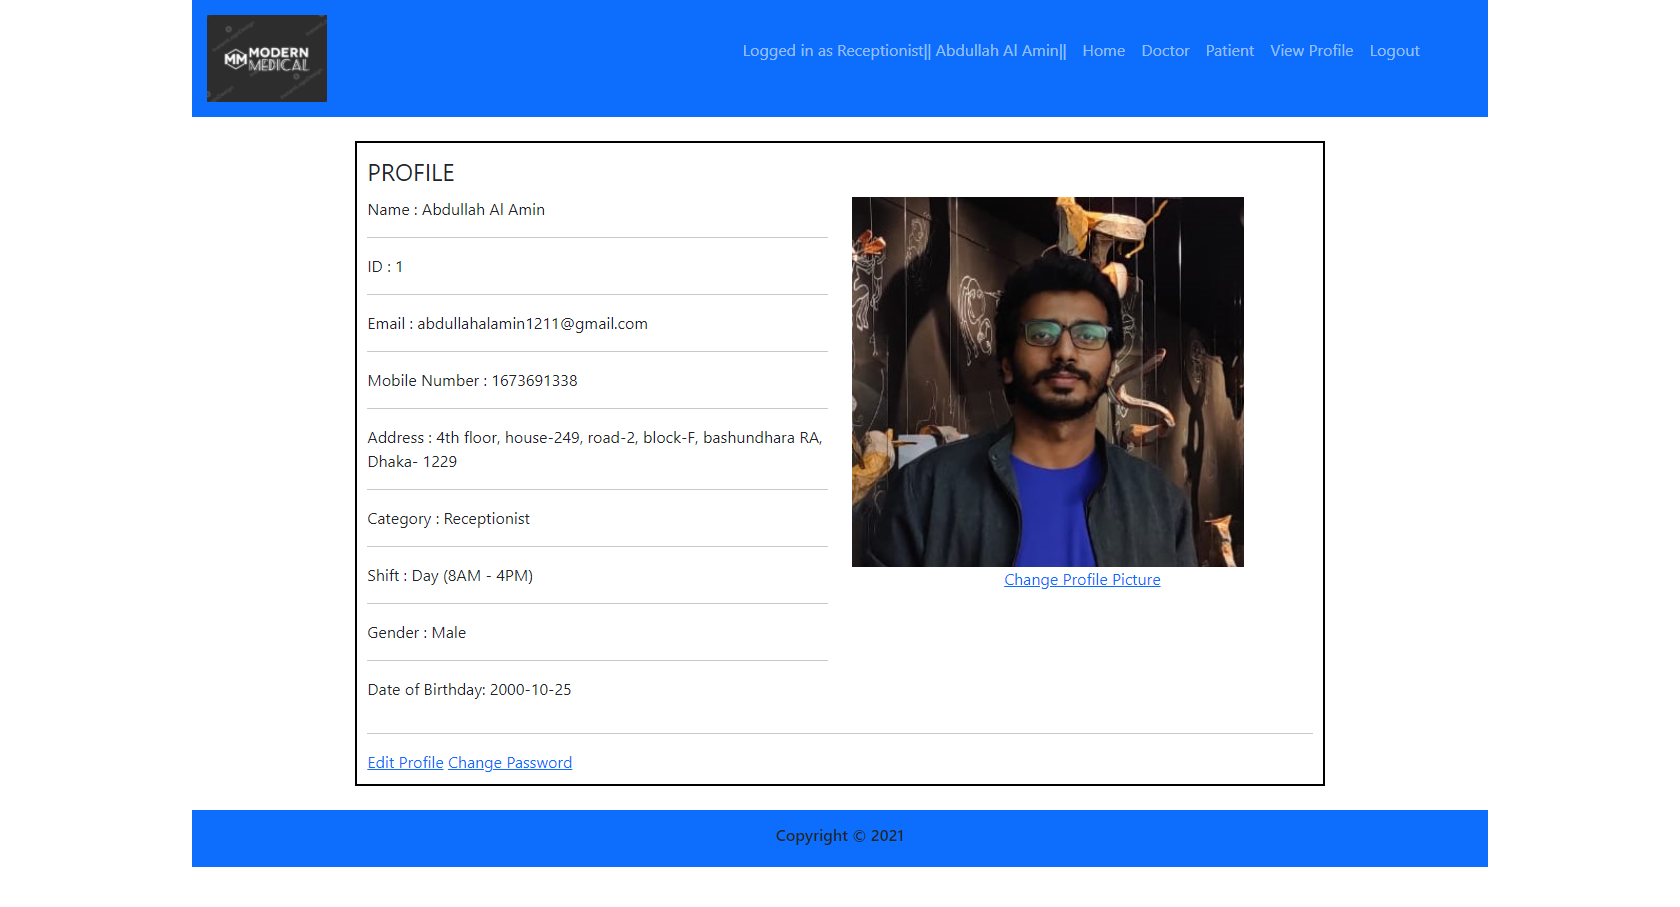 MM MODERN
MEDICAL
Logged in as Receptionist|| Abdullah Al Amin|| Home Doctor Patient View Profile Logout
PROFILE
Name : Abdullah Al Amin
ID : 1
Email : abdullahalamin1211@gmail.com
Mobile Number : 1673691338
Address : 4th floor, house-249, road-2, block-F, bashundhara RA,
Dhaka- 1229
Category : Receptionist
Shift : Day (8AM - 4PM)
Gender : Male
Date of Birthday: 2000-10-25
Change Profile Picture
Edit Profile Change Password
Copyright © 2021